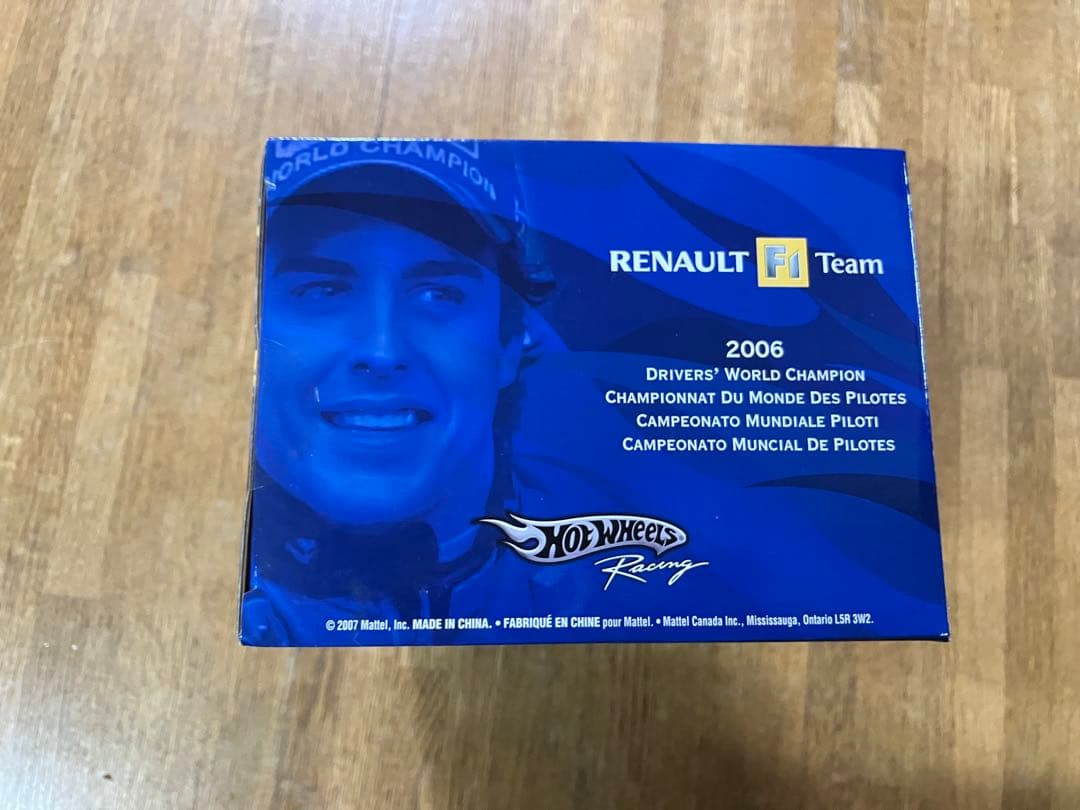 WORLD CHAMPION
RENAULT F1 Team
2006
DRIVERS' WORLD CHAMPION
CHAMPIONNAT DU MONDE DES PILOTES
CAMPEONATO MUNDIALE PILOTI
CAMPEONATO MUNCIAL DE PILOTES
HOT WHEELS
Racing
© 2007 Mattel, Inc. MADE IN CHINA. • FABRIQUÉ EN CHINE pour Mattel. • Mattel Canada Inc., Mississauga, Ontario L5R 3W2.